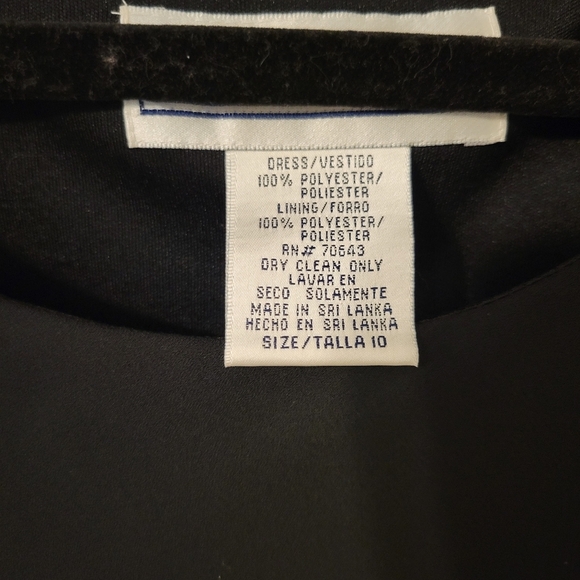 DRESS/VESTIDO
100% POLYESTER/
POLIESTER
LINING/FORRO
100% POLYESTER/
POLIESTER
RN# 70643
DRY CLEAN ONLY
LAVAR EN
SECO SOLAMENTE
MADE IN SRI LANKA
HECHO EN SRI LANKA
SIZE/TALLA 10